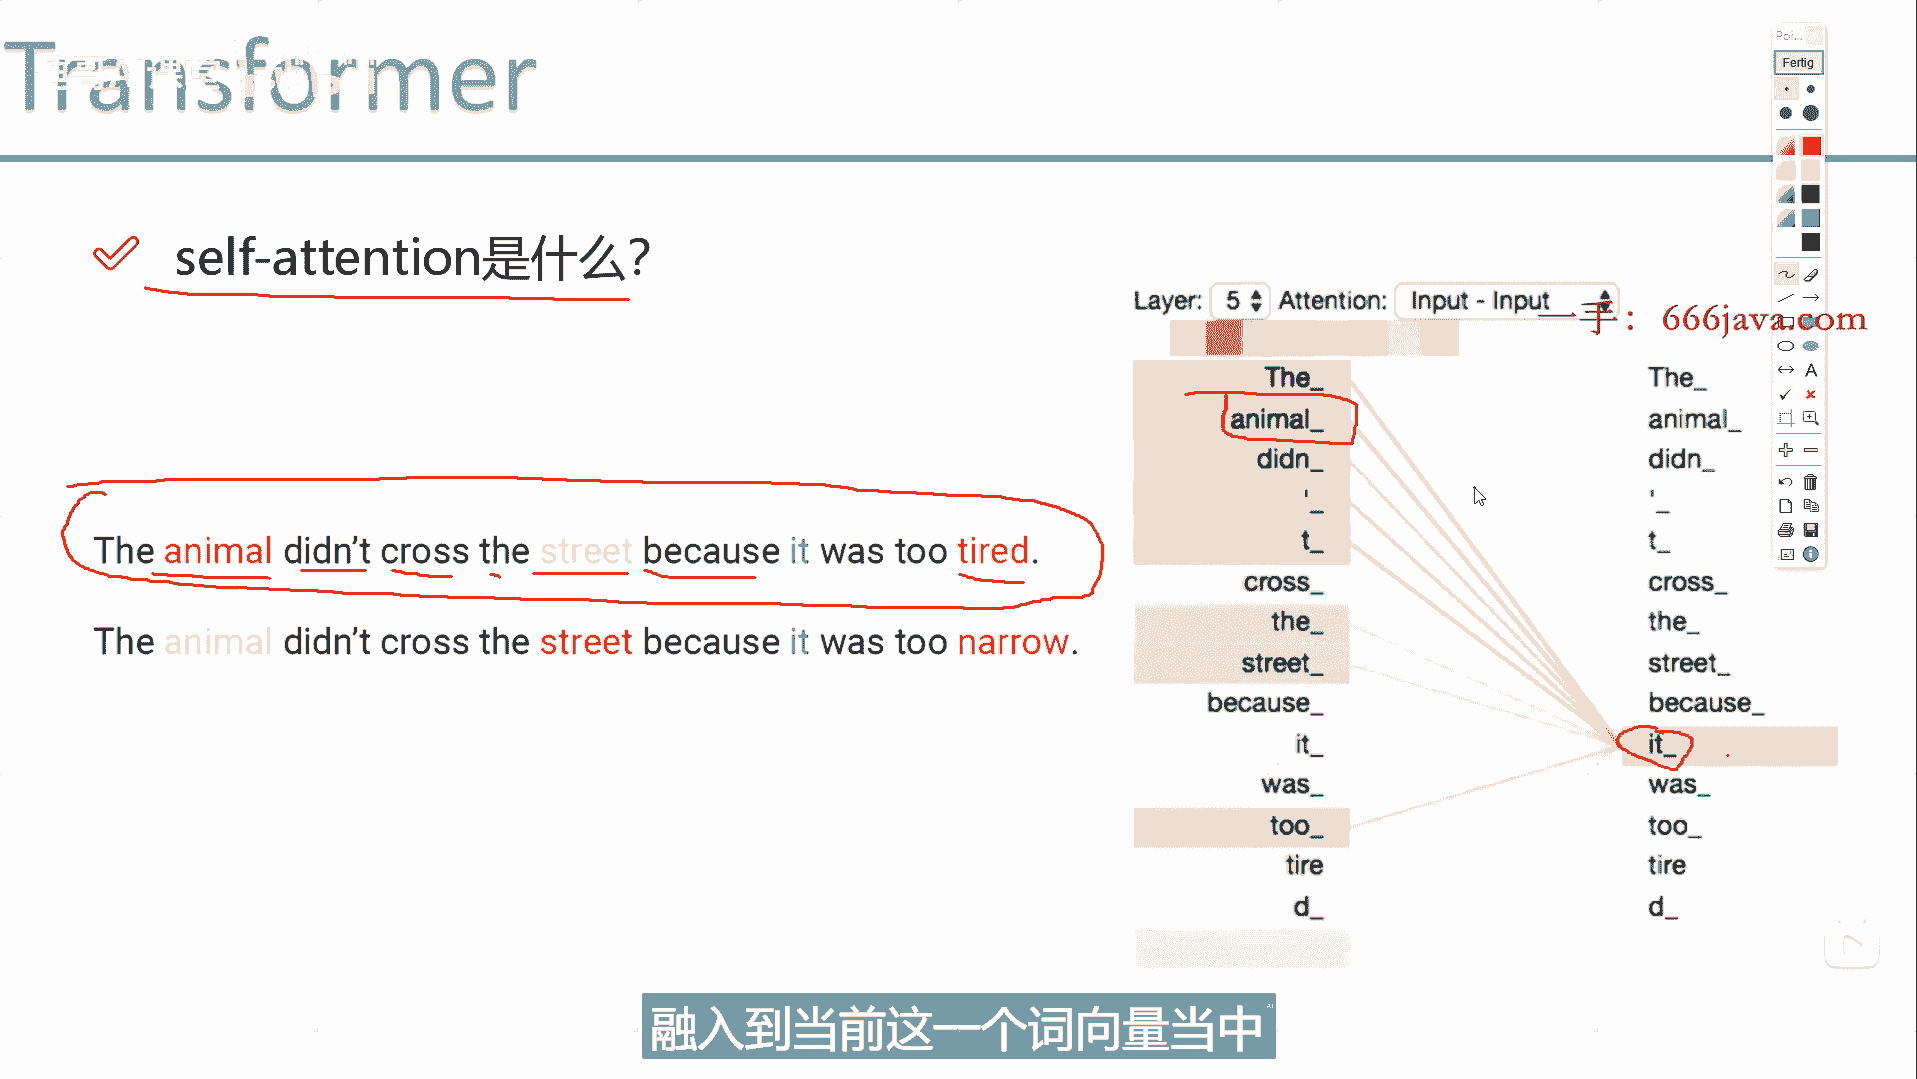 Transformer
Poi...
Fertig
self-attention是什么?
Layer: 5 Attention: Input - Input
一手: 666java.com
The_ The_
animal_ animal_
didn_ didn_
'_ '_
t_ t_
cross_ cross_
the_ the_
street_ street_
because_ because_
it_ it_
was_ was_
too_ too_
tire tire
d_ d_
The animal didn't cross the street because it was too tired.
The animal didn't cross the street because it was too narrow.
融入到当前这一个词向量当中